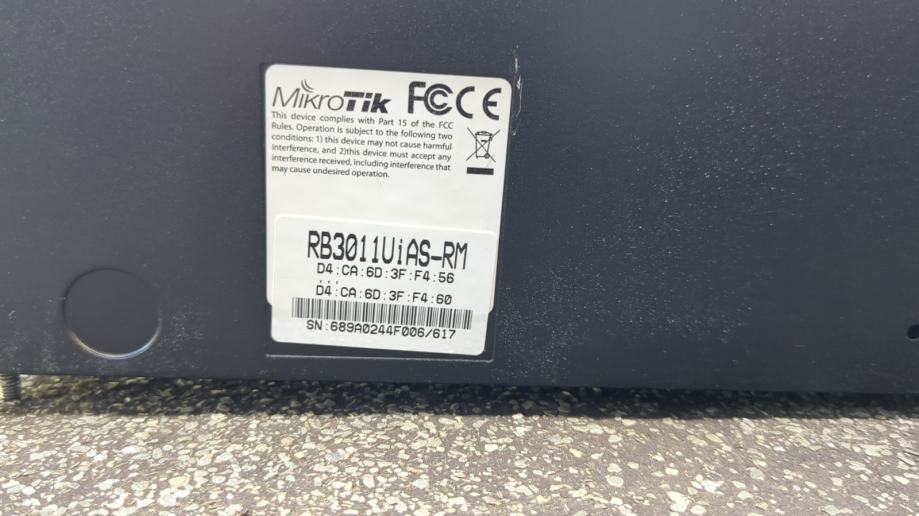 MikroTik FC CE
This device complies with Part 15 of the FCC
Rules. Operation is subject to the following two
conditions: 1) this device may not cause harmful
interference, and 2)this device must accept any
interference received, including interference that
may cause undesired operation.
RB3011UiAS-RM
D4:CA:6D:3F:F4:56
...
D4:CA:6D:3F:F4:60
SN:689A0244F006/617